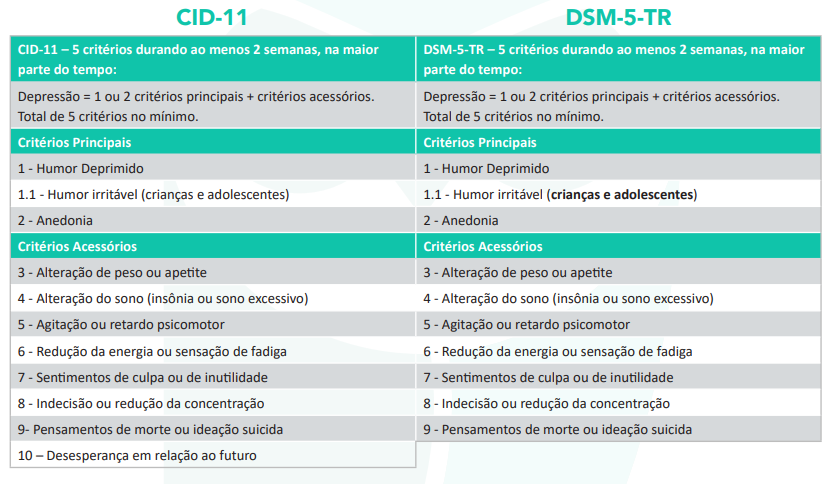 CID-11
CID-11 – 5 critérios durando ao menos 2 semanas, na maior
parte do tempo:
Depressão = 1 ou 2 critérios principais + critérios acessórios.
Total de 5 critérios no mínimo.
Critérios Principais
1 - Humor Deprimido
1.1 - Humor irritável (crianças e adolescentes)
2 - Anedonia
Critérios Acessórios
3 - Alteração de peso ou apetite
4 - Alteração do sono (insônia ou sono excessivo)
5 - Agitação ou retardo psicomotor
6 - Redução da energia ou sensação de fadiga
7 - Sentimentos de culpa ou de inutilidade
8 - Indecisão ou redução da concentração
9- Pensamentos de morte ou ideação suicida
10 – Desesperança em relação ao futuro
DSM-5-TR
DSM-5-TR – 5 critérios durando ao menos 2 semanas, na maior
parte do tempo:
Depressão = 1 ou 2 critérios principais + critérios acessórios.
Total de 5 critérios no mínimo.
Critérios Principais
1 - Humor Deprimido
1.1 - Humor irritável (crianças e adolescentes)
2 - Anedonia
Critérios Acessórios
3 - Alteração de peso ou apetite
4 - Alteração do sono (insônia ou sono excessivo)
5 - Agitação ou retardo psicomotor
6 - Redução da energia ou sensação de fadiga
7 - Sentimentos de culpa ou de inutilidade
8 - Indecisão ou redução da concentração
9 - Pensamentos de morte ou ideação suicida